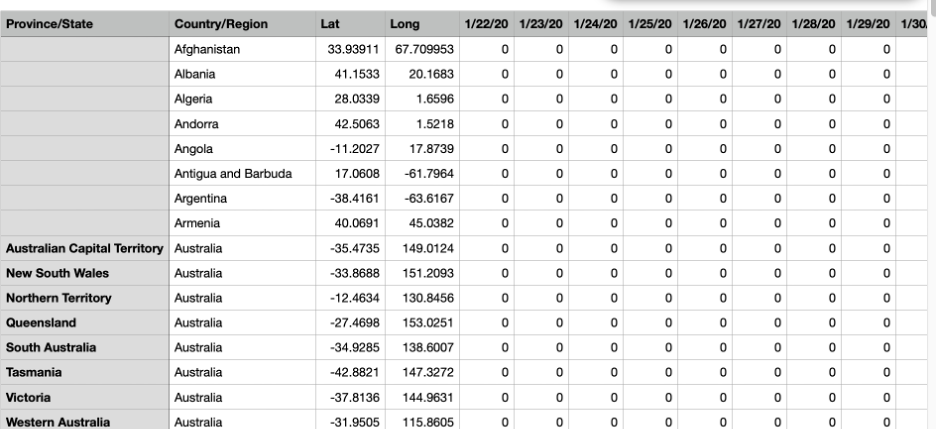 Province/State Country/Region Lat Long 1/22/20 1/23/20 1/24/20 1/25/20 1/26/20 1/27/20 1/28/20 1/29/20 1/30
Afghanistan 33.93911 67.709953 0 0 0 0 0 0 0 0
Albania 41.1533 20.1683 0 0 0 0 0 0 0 0
Algeria 28.0339 1.6596 0 0 0 0 0 0 0 0
Andorra 42.5063 1.5218 0 0 0 0 0 0 0 0
Angola -11.2027 17.8739 0 0 0 0 0 0 0 0
Antigua and Barbuda 17.0608 -61.7964 0 0 0 0 0 0 0 0
Argentina -38.4161 -63.6167 0 0 0 0 0 0 0 0
Armenia 40.0691 45.0382 0 0 0 0 0 0 0 0
Australian Capital Territory Australia -35.4735 149.0124 0 0 0 0 0 0 0 0
New South Wales Australia -33.8688 151.2093 0 0 0 0 0 0 0 0
Northern Territory Australia -12.4634 130.8456 0 0 0 0 0 0 0 0
Queensland Australia -27.4698 153.0251 0 0 0 0 0 0 0 0
South Australia Australia -34.9285 138.6007 0 0 0 0 0 0 0 0
Tasmania Australia -42.8821 147.3272 0 0 0 0 0 0 0 0
Victoria Australia -37.8136 144.9631 0 0 0 0 0 0 0 0
Western Australia Australia -31.9505 115.8605 0 0 0 0 0 0 0 0